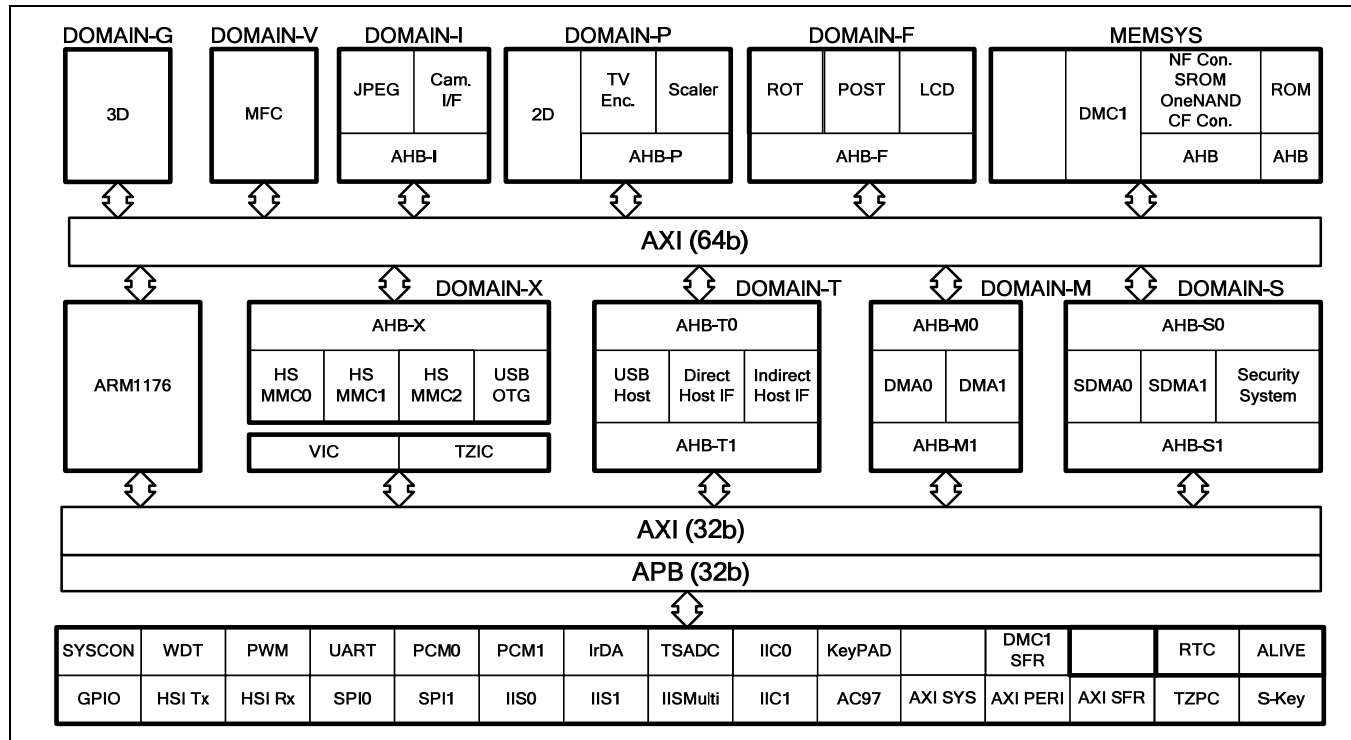 DOMAIN-G DOMAIN-V DOMAIN-I DOMAIN-P DOMAIN-F MEMSYS
3D
MFC
JPEG
Cam.
I/F
AHB-I
2D
TV
Enc.
Scaler
AHB-P
ROT
POST
LCD
AHB-F
DMC1
NF Con.
SROM
OneNAND
CF Con.
AHB
ROM
AHB
AXI (64b)
DOMAIN-X DOMAIN-T DOMAIN-M DOMAIN-S
ARM1176
AHB-X
HS
MMC0
HS
MMC1
HS
MMC2
USB
OTG
VIC
TZIC
AHB-T0
USB
Host
Direct
Host IF
Indirect
Host IF
AHB-T1
AHB-M0
DMA0
DMA1
AHB-M1
AHB-S0
SDMA0
SDMA1
Security
System
AHB-S1
AXI (32b)
APB (32b)
SYSCON
WDT
PWM
UART
PCM0
PCM1
IrDA
TSADC
IIC0
KeyPAD
DMC1
SFR
RTC
ALIVE
GPIO
HSI Tx
HSI Rx
SPI0
SPI1
IIS0
IIS1
IISMulti
IIC1
AC97
AXI SYS
AXI PERI
AXI SFR
TZPC
S-Key